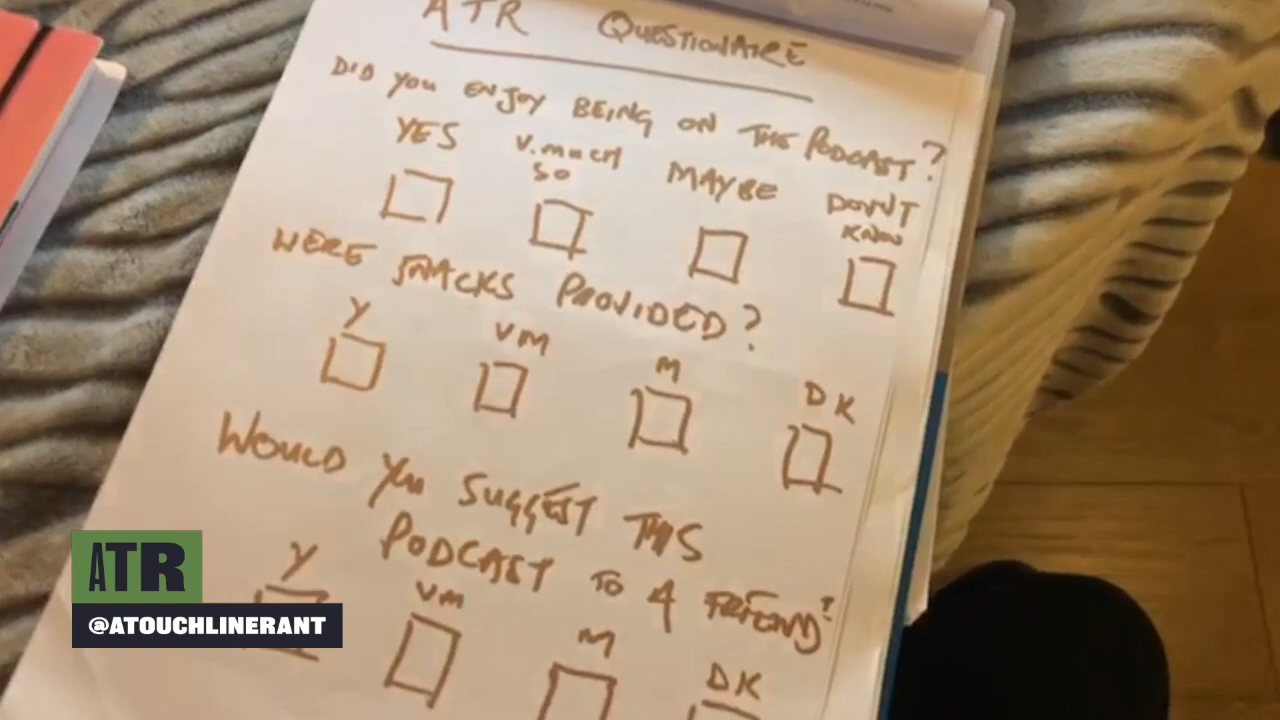 ATR QUESTIONAIRE
DID YOU ENJOY BEING ON THE PODCAST?
YES V. MUCH SO MAYBE DON'T KNOW
WERE SNACKS PROVIDED?
Y VM M DK
WOULD YOU SUGGEST THIS
PODCAST TO A FRIEND?
Y VM M DK
ATR
@ATOUCHLINERANT